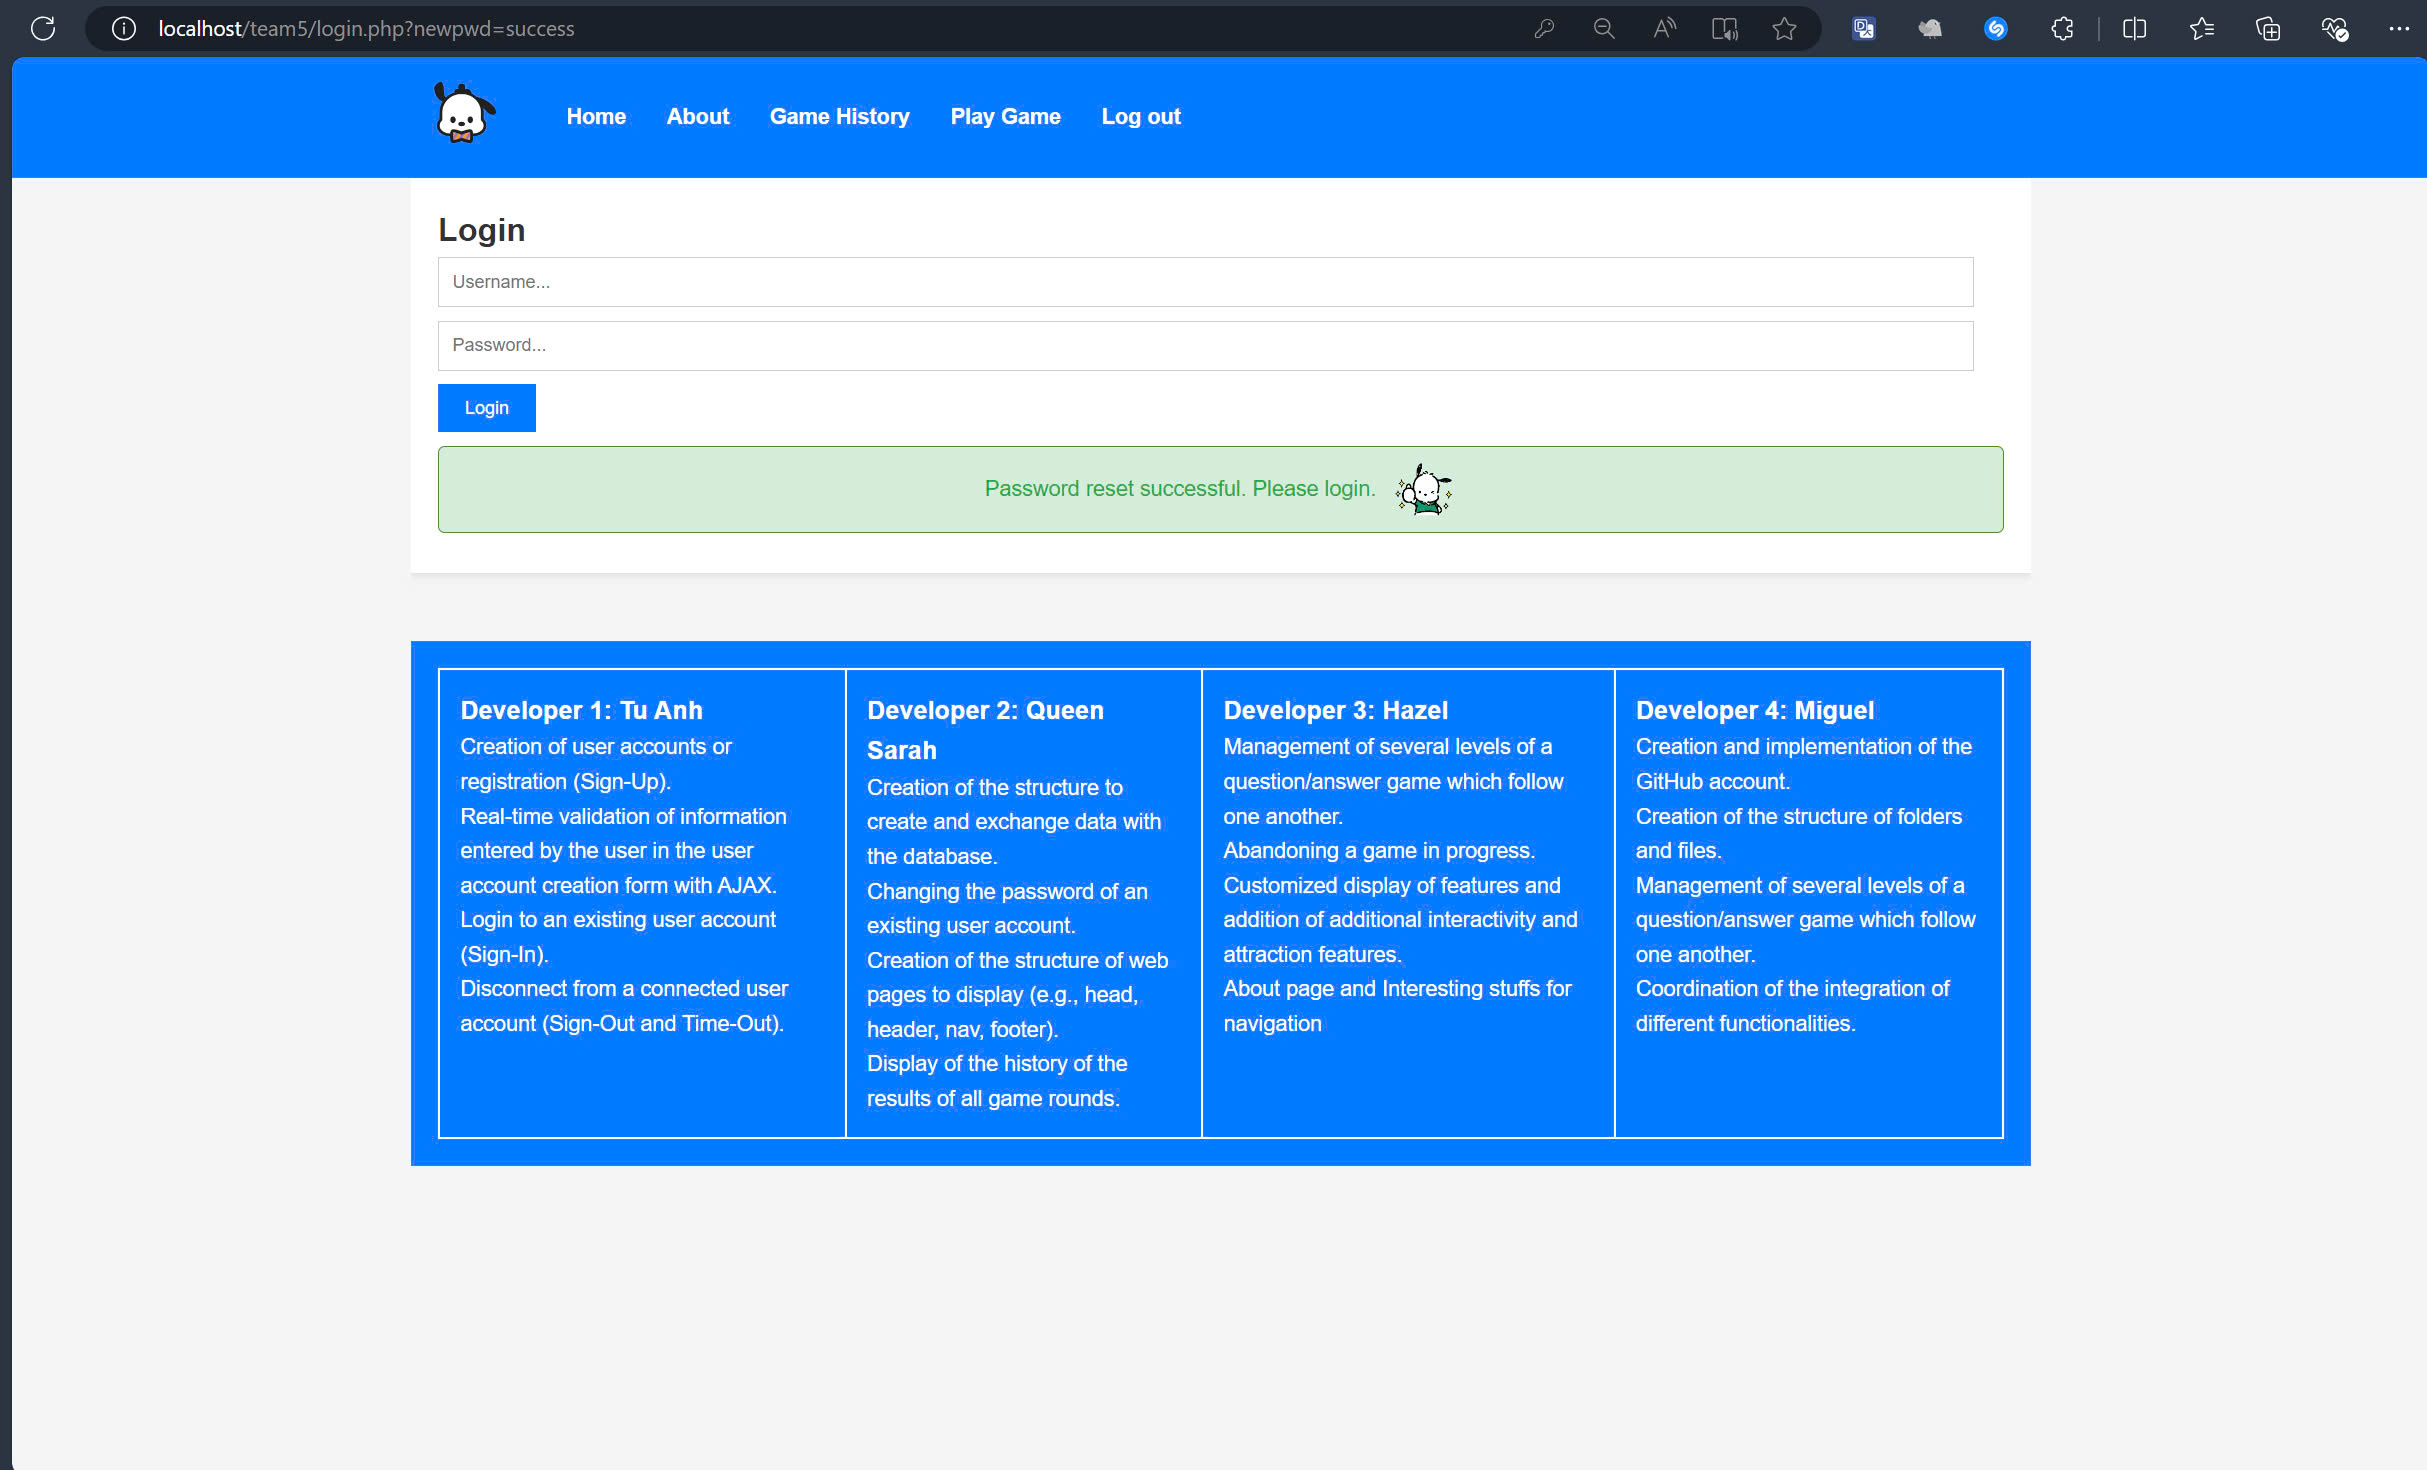 localhost/team5/login.php?newpwd=success
Home About Game History Play Game Log out
Login
Username...
Password...
Login
Password reset successful. Please login.
Developer 1: Tu Anh
Creation of user accounts or
registration (Sign-Up).
Real-time validation of information
entered by the user in the user
account creation form with AJAX.
Login to an existing user account
(Sign-In).
Disconnect from a connected user
account (Sign-Out and Time-Out).
Developer 2: Queen
Sarah
Creation of the structure to
create and exchange data with
the database.
Changing the password of an
existing user account.
Creation of the structure of web
pages to display (e.g., head,
header, nav, footer).
Display of the history of the
results of all game rounds.
Developer 3: Hazel
Management of several levels of a
question/answer game which follow
one another.
Abandoning a game in progress.
Customized display of features and
addition of additional interactivity and
attraction features.
About page and Interesting stuffs for
navigation
Developer 4: Miguel
Creation and implementation of the
GitHub account.
Creation of the structure of folders
and files.
Management of several levels of a
question/answer game which follow
one another.
Coordination of the integration of
different functionalities.